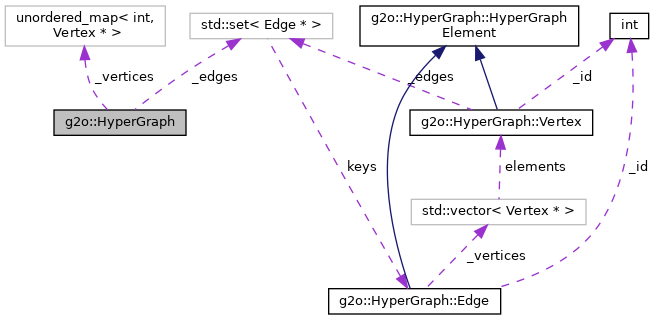 unordered_map< int,
Vertex * >
std::set< Edge * >
g2o::HyperGraph::HyperGraph
Element
int
_vertices
_edges
_edges
_id
g2o::HyperGraph
g2o::HyperGraph::Vertex
keys
elements
_id
std::vector< Vertex * >
_vertices
g2o::HyperGraph::Edge